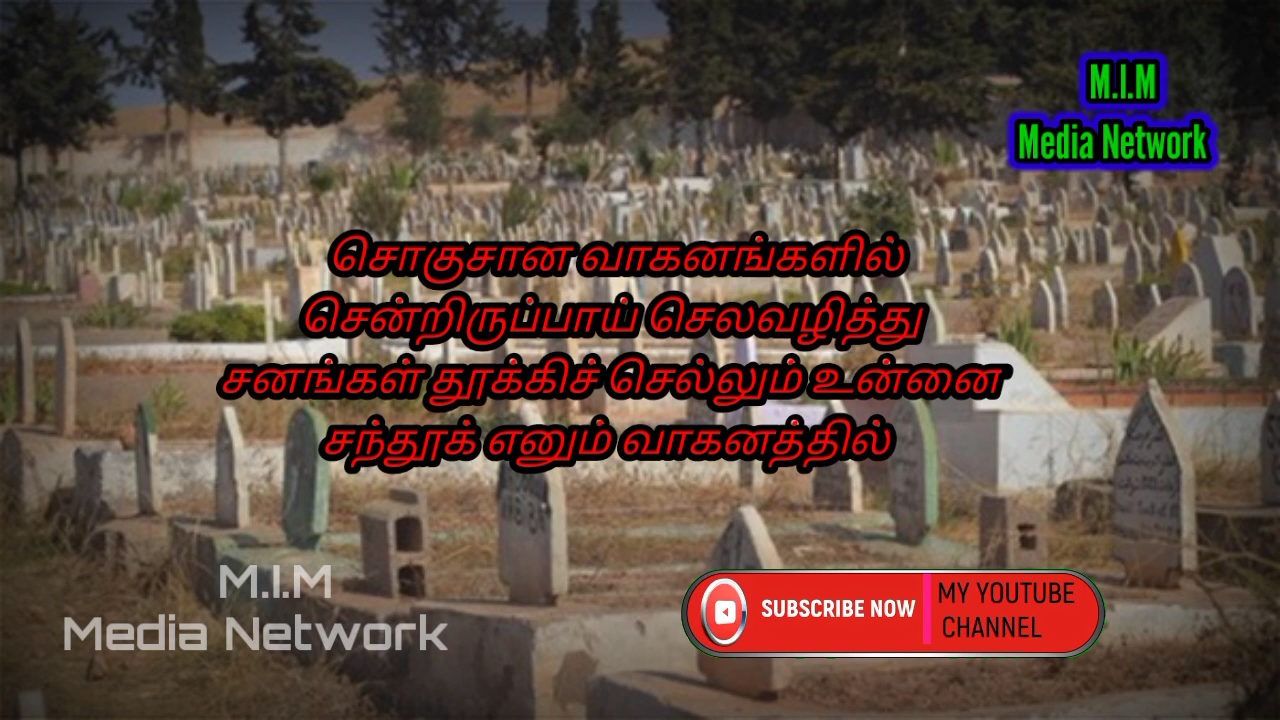 M.I.M
Media Network
சொகுசான வாகனங்களில்
சென்றிருப்பாய் செலவழித்து
சனங்கள் தூக்கிச் செல்லும் உன்னை
சந்தூக் எனும் வாகனத்தில்
M.I.M
Media Network
SUBSCRIBE NOW
MY YOUTUBE
CHANNEL